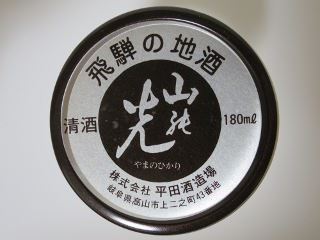 飛騨の地酒
清酒
180mℓ
山の光
やまのひかり
株式会社 平田酒造場
岐阜県高山市上二之町43番地